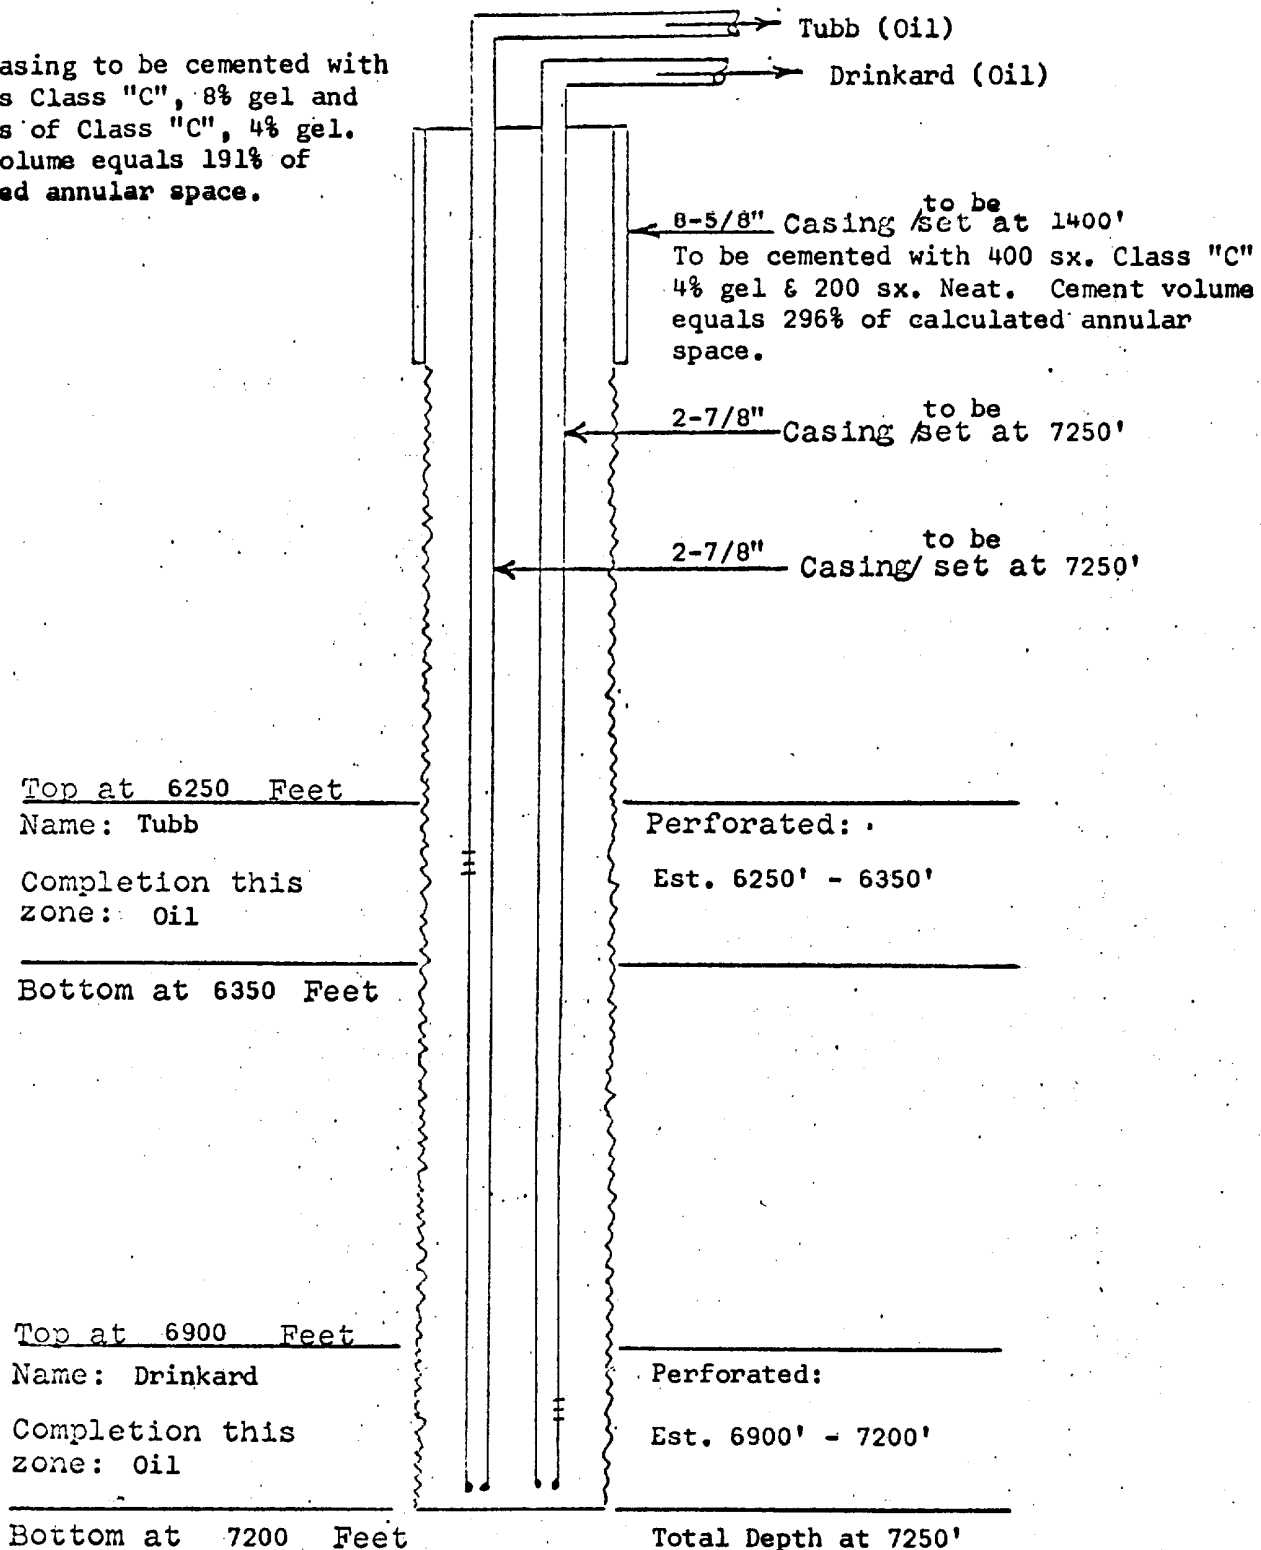 Tubb (Oil)
Drinkard (Oil)
asing to be cemented with
s Class "C", 8% gel and
s of Class "C", 4% gel.
olume equals 191% of
ed annular space.
to be
8-5/8" Casing /set at 1400'
To be cemented with 400 sx. Class "C"
4% gel & 200 sx. Neat. Cement volume
equals 296% of calculated annular
space.
to be
2-7/8" Casing /set at 7250'
to be
2-7/8" Casing/ set at 7250'
Top at 6250 Feet
Name: Tubb
Completion this
zone: Oil
Bottom at 6350 Feet
Perforated:
Est. 6250' - 6350'
Top at 6900 Feet
Name: Drinkard
Completion this
zone: Oil
Bottom at 7200 Feet
Perforated:
Est. 6900' - 7200'
Total Depth at 7250'